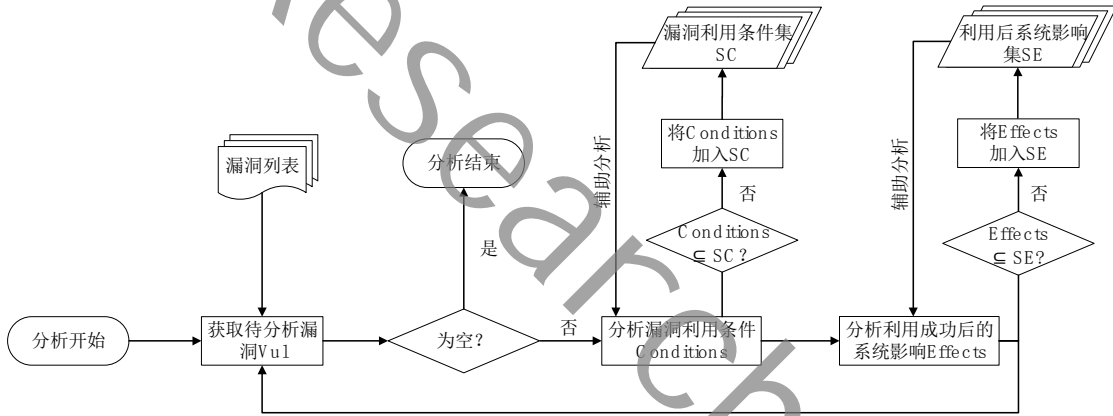 漏洞利用条件集
SC
利用后系统影响
集SE
将Conditions
加入SC
将Effects
加入SE
漏洞列表
分析结束
辅助分析
否
辅助分析
否
Conditions
⊆ SC？
Effects
⊆ SE?
是
分析开始
获取待分析漏
洞Vul
为空？
否
分析漏洞利用条件
Conditions
分析利用成功后的
系统影响Effects
esearch